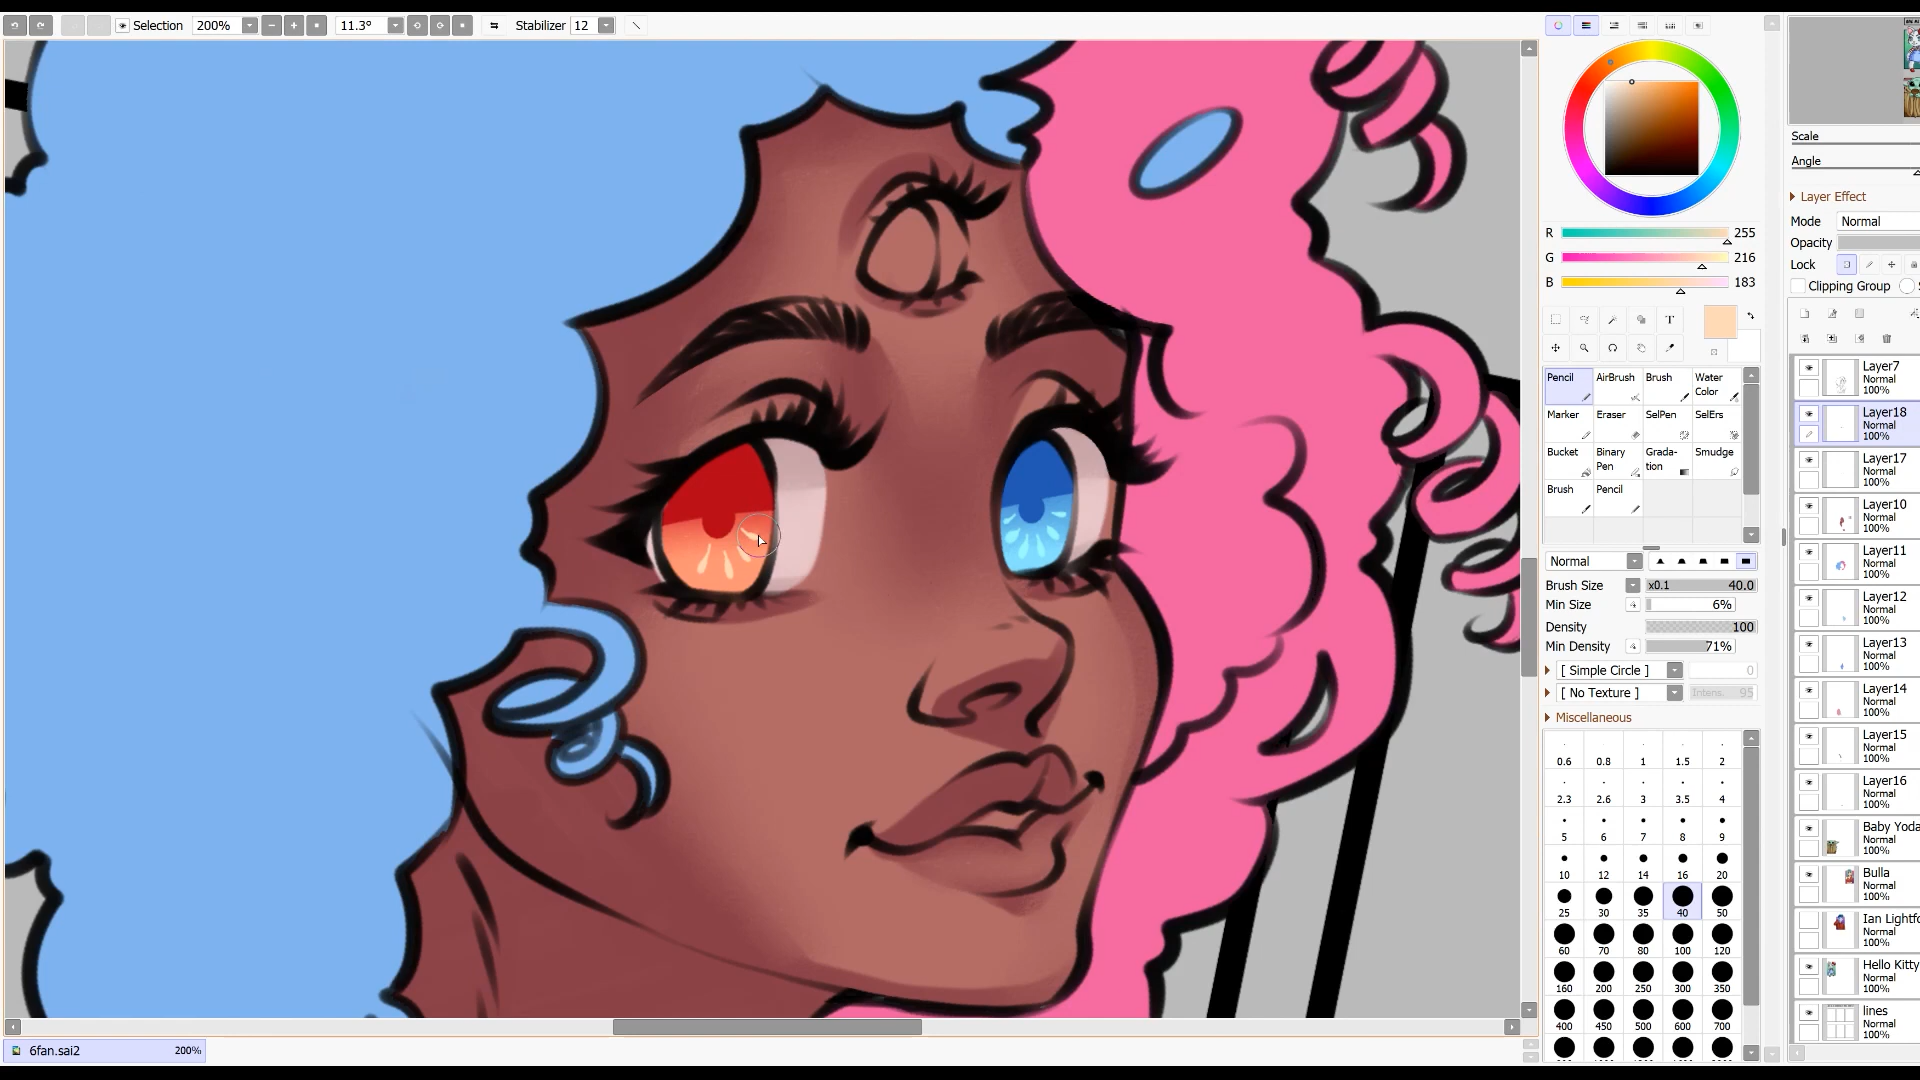 Selection 200% 11.3° Stabilizer 12
R 255
G 216
B 183
T
Pencil AirBrush Brush Water Color
Marker Eraser SelPen SelErs
Bucket Binary Pen Grada-tion Smudge
Brush Pencil
Normal
Brush Size x0.1 40.0
Min Size 6%
Density 100
Min Density 71%
[ Simple Circle ] 0
[ No Texture ] Intens. 95
Miscellaneous
0.6 0.8 1 1.5 2
2.3 2.6 3 3.5 4
5 6 7 8 9
10 12 14 16 20
25 30 35 40 50
60 70 80 100 120
160 200 250 300 350
400 450 500 600 700
Scale
Angle
Layer Effect
Mode Normal
Opacity
Lock
Clipping Group
Layer7
Normal
100%
Layer18
Normal
100%
Layer17
Normal
100%
Layer10
Normal
100%
Layer11
Normal
100%
Layer12
Normal
100%
Layer13
Normal
100%
Layer14
Normal
100%
Layer15
Normal
100%
Layer16
Normal
100%
Baby Yoda
Normal
100%
Bulla
Normal
100%
Ian Lightfo
Normal
100%
Hello Kitty
Normal
100%
lines
Normal
100%
6fan.sai2 200%